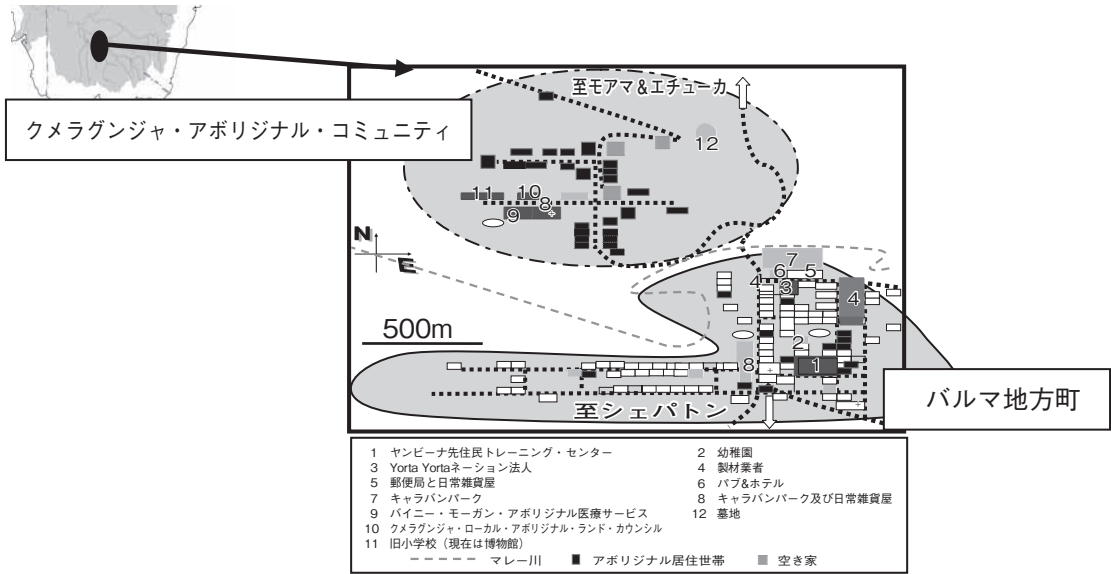 至モアマ&エチューカ
クメラグンジャ・アボリジナル・コミュニティ
12
11
10
8
9
N
E
7
6
5
4
3
4
500m
2
8
1
バルマ地方町
至シェパトン
1 ヤンビーナ先住民トレーニング・センター
2 幼稚園
3 Yorta Yortaネーション法人
4 製材業者
5 郵便局と日常雑貨屋
6 パブ&ホテル
7 キャラバンパーク
8 キャラバンパーク及び日常雑貨屋
9 バイニー・モーガン・アボリジナル医療サービス
12 墓地
10 クメラグンジャ・ローカル・アボリジナル・ランド・カウンシル
11 旧小学校（現在は博物館）
マレー川 アボリジナル居住世帯 空き家